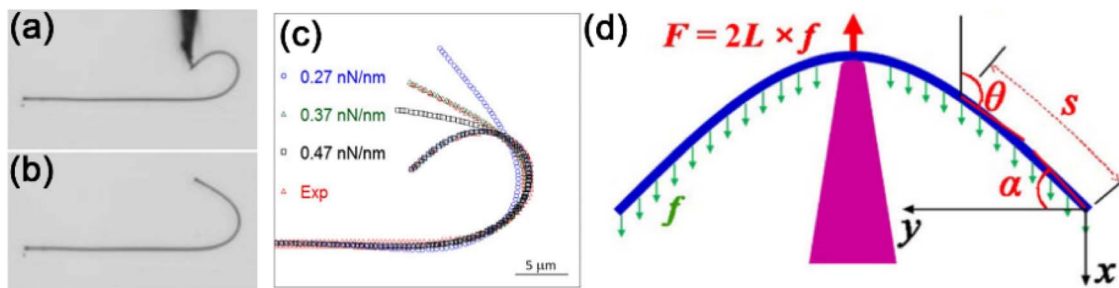 (a)
(b)
(c)
0.27 nN/nm
0.37 nN/nm
0.47 nN/nm
Exp
5 μm
(d)
F = 2L × f
θ
s
α
f
y
x